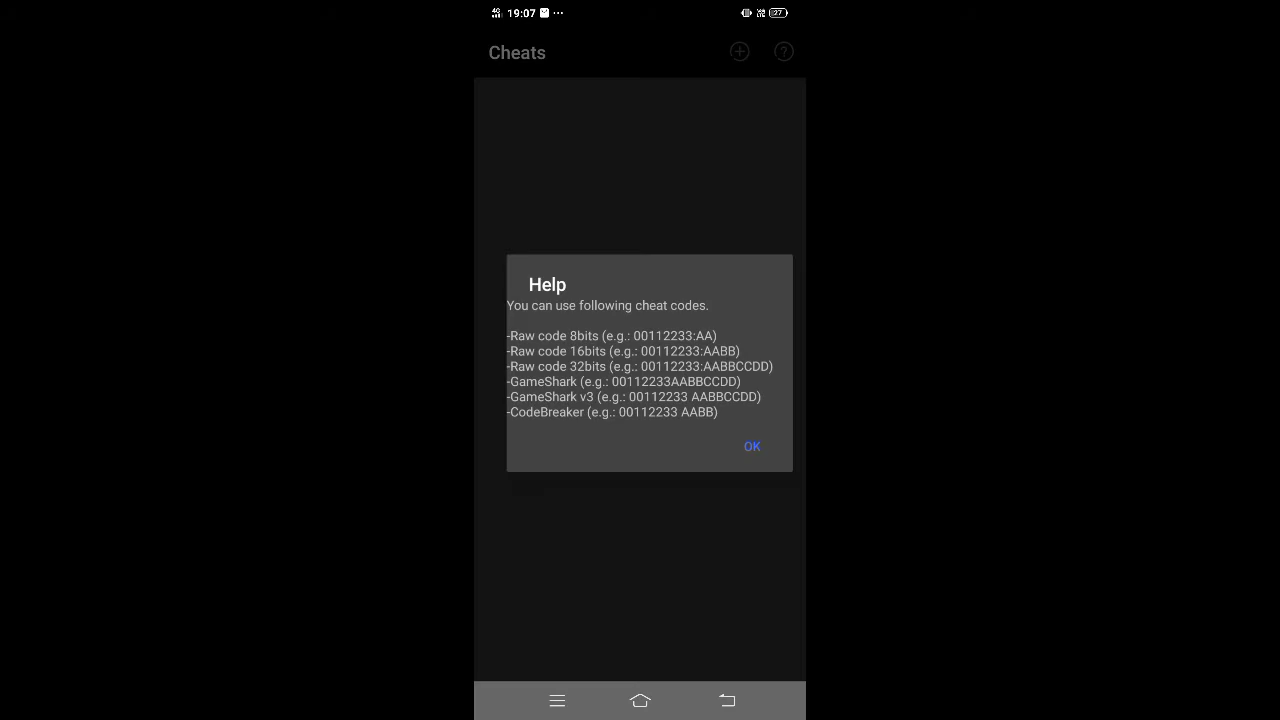 19:07 ...
27
Cheats
Help
You can use following cheat codes.
-Raw code 8bits (e.g.: 00112233:AA)
-Raw code 16bits (e.g.: 00112233:AABB)
-Raw code 32bits (e.g.: 00112233:AABBCCDD)
-GameShark (e.g.: 00112233AABBCCDD)
-GameShark v3 (e.g.: 00112233 AABBCCDD)
-CodeBreaker (e.g.: 00112233 AABB)
OK